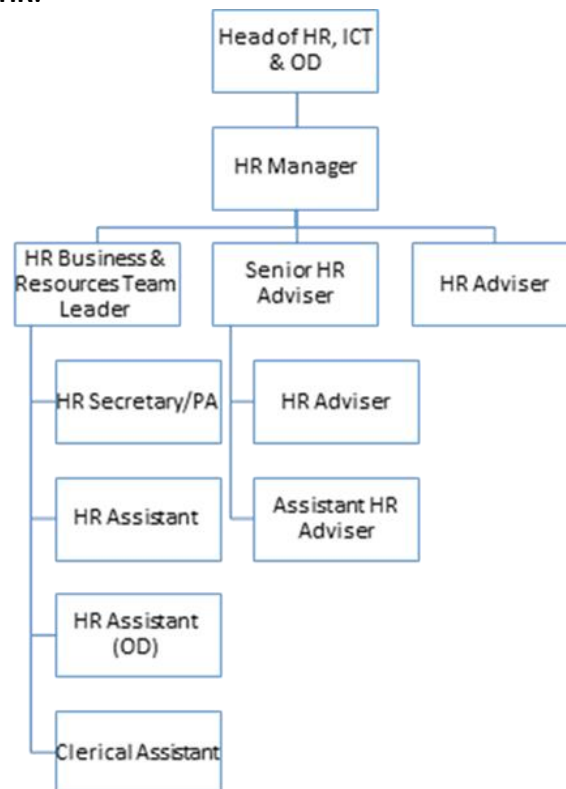 Head of HR, ICT
& OD
HR Manager
HR Business &
Resources Team
Leader
Senior HR
Adviser
HR Adviser
HR Secretary/PA
HR Adviser
HR Assistant
Assistant HR
Adviser
HR Assistant
(OD)
Clerical Assistant